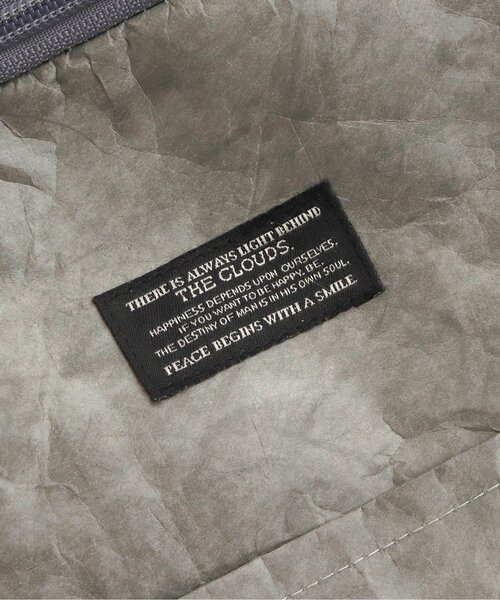 THERE IS ALWAYS LIGHT BEHIND
THE CLOUDS.
HAPPINESS DEPENDS UPON OURSELVES.
IF YOU WANT TO BE HAPPY, BE.
THE DESTINY OF MAN IS IN HIS OWN SOUL.
PEACE BEGINS WITH A SMILE